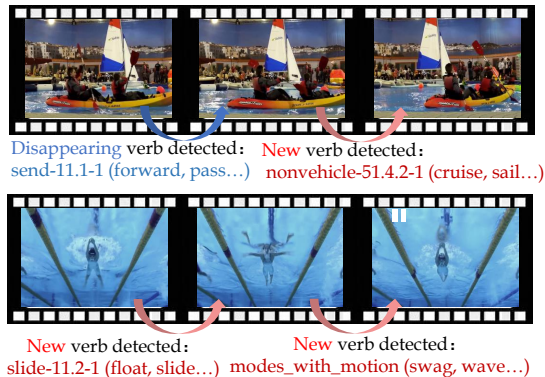 Disappearing verb detected: New verb detected:
send-11.1-1 (forward, pass…) nonvehicle-51.4.2-1 (cruise, sail…)
New verb detected: New verb detected:
slide-11.2-1 (float, slide…) modes_with_motion (swag, wave…)